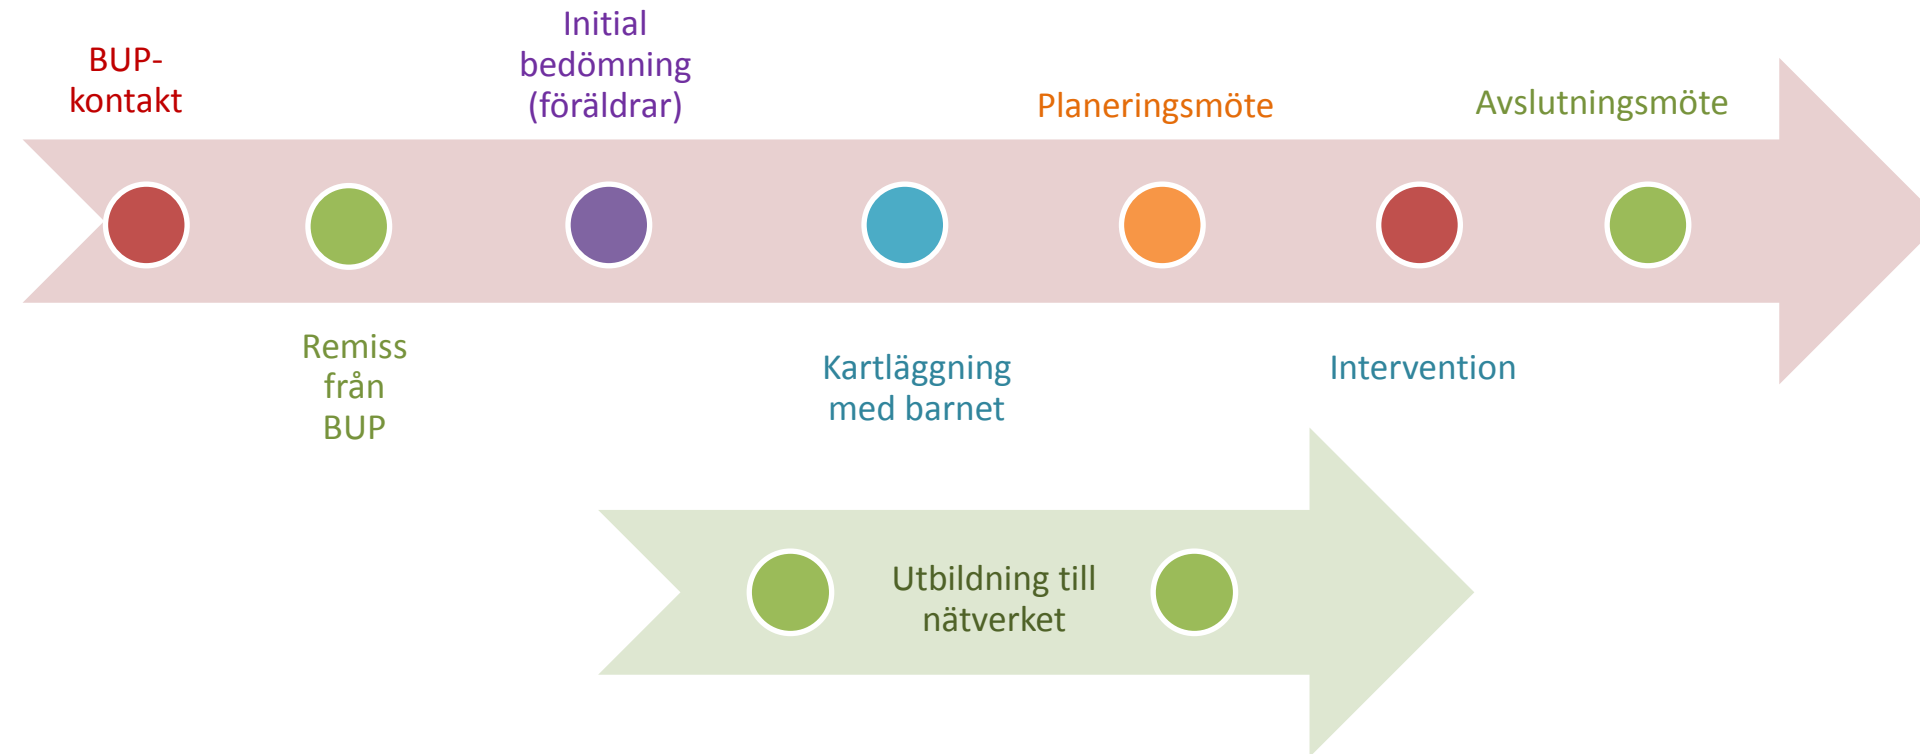 BUP-
kontakt
Initial
bedömning
(föräldrar)
Planeringsmöte
Avslutningsmöte
Remiss
från
BUP
Kartläggning
med barnet
Intervention
Utbildning till
nätverket